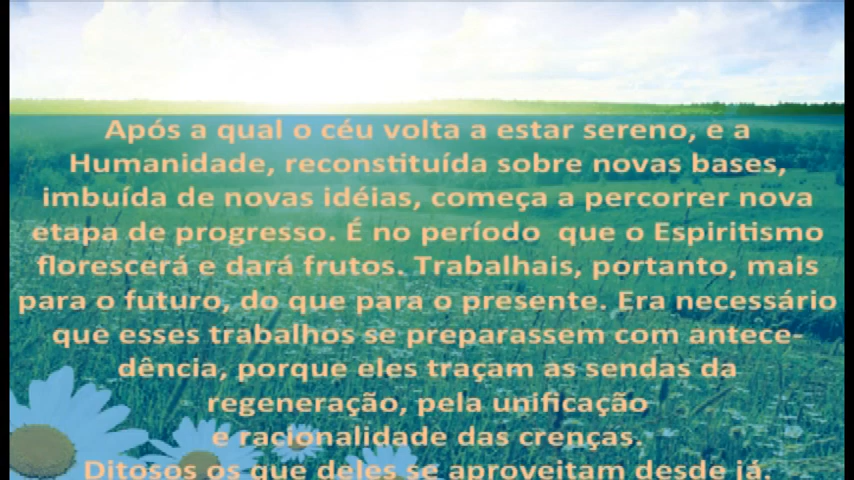 Após a qual o céu volta a estar sereno, e a
Humanidade, reconstituída sobre novas bases,
imbuída de novas idéias, começa a percorrer nova
etapa de progresso. É no período  que o Espiritismo
florescerá e dará frutos. Trabalhais, portanto, mais
para o futuro, do que para o presente. Era necessário
que esses trabalhos se preparassem com antece-
dência, porque eles traçam as sendas da
regeneração, pela unificação
e racionalidade das crenças.
Ditosos os que deles se aproveitam desde já.